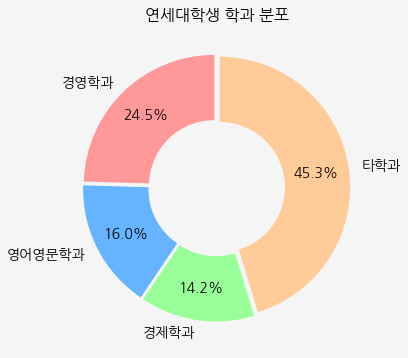 연세대학생 학과 분포
경영학과
24.5%
45.3%
타학과
16.0%
영어영문학과
14.2%
경제학과